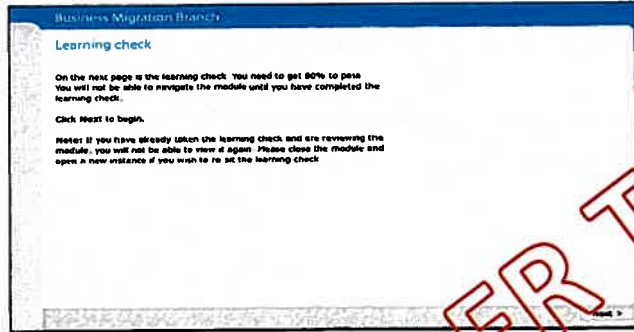 Business Migration Branch
Learning check
On the next page is the learning check. You need to get 80% to pass
You will not be able to navigate the module until you have completed the
learning check.
Click Next to begin.
Note: If you have already taken the learning check and are reviewing the
module, you will not be able to view it again. Please close the module and
open a new instance if you wish to re sit the learning check
Next >
ER T